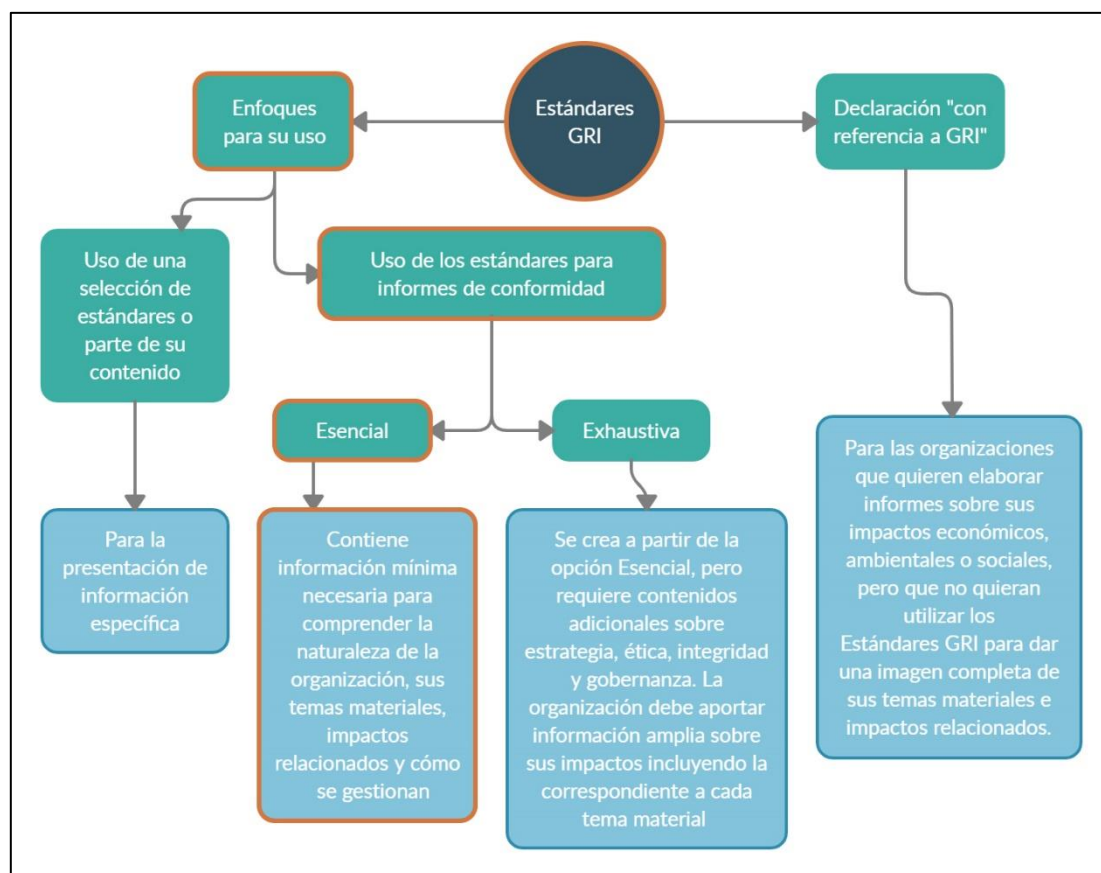 Estándares
GRI
Enfoques
para su uso
Declaración "con
referencia a GRI"
Uso de una
selección de
estándares o
parte de su
contenido
Uso de los estándares para
informes de conformidad
Esencial
Exhaustiva
Para la
presentación de
información
específica
Contiene
información mínima
necesaria para
comprender la
naturaleza de la
organización, sus
temas materiales,
impactos
relacionados y cómo
se gestionan
Se crea a partir de la
opción Esencial, pero
requiere contenidos
adicionales sobre
estrategia, ética, integridad
y gobernanza. La
organización debe aportar
información amplia sobre
sus impactos incluyendo la
correspondiente a cada
tema material
Para las organizaciones
que quieren elaborar
informes sobre sus
impactos económicos,
ambientales o sociales,
pero que no quieran
utilizar los
Estándares GRI para dar
una imagen completa de
sus temas materiales e
impactos relacionados.